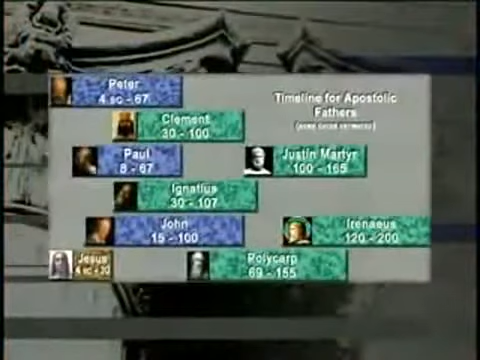 Peter
4 BC - 67
Timeline for Apostolic
Fathers
Clement
30 - 100
Paul
8 - 67
Justin Martyr
100 - 165
Ignatius
30 - 107
John
15 - 100
Irenaeus
120 - 200
Jesus
4 BC - 30
Polycarp
69 - 155